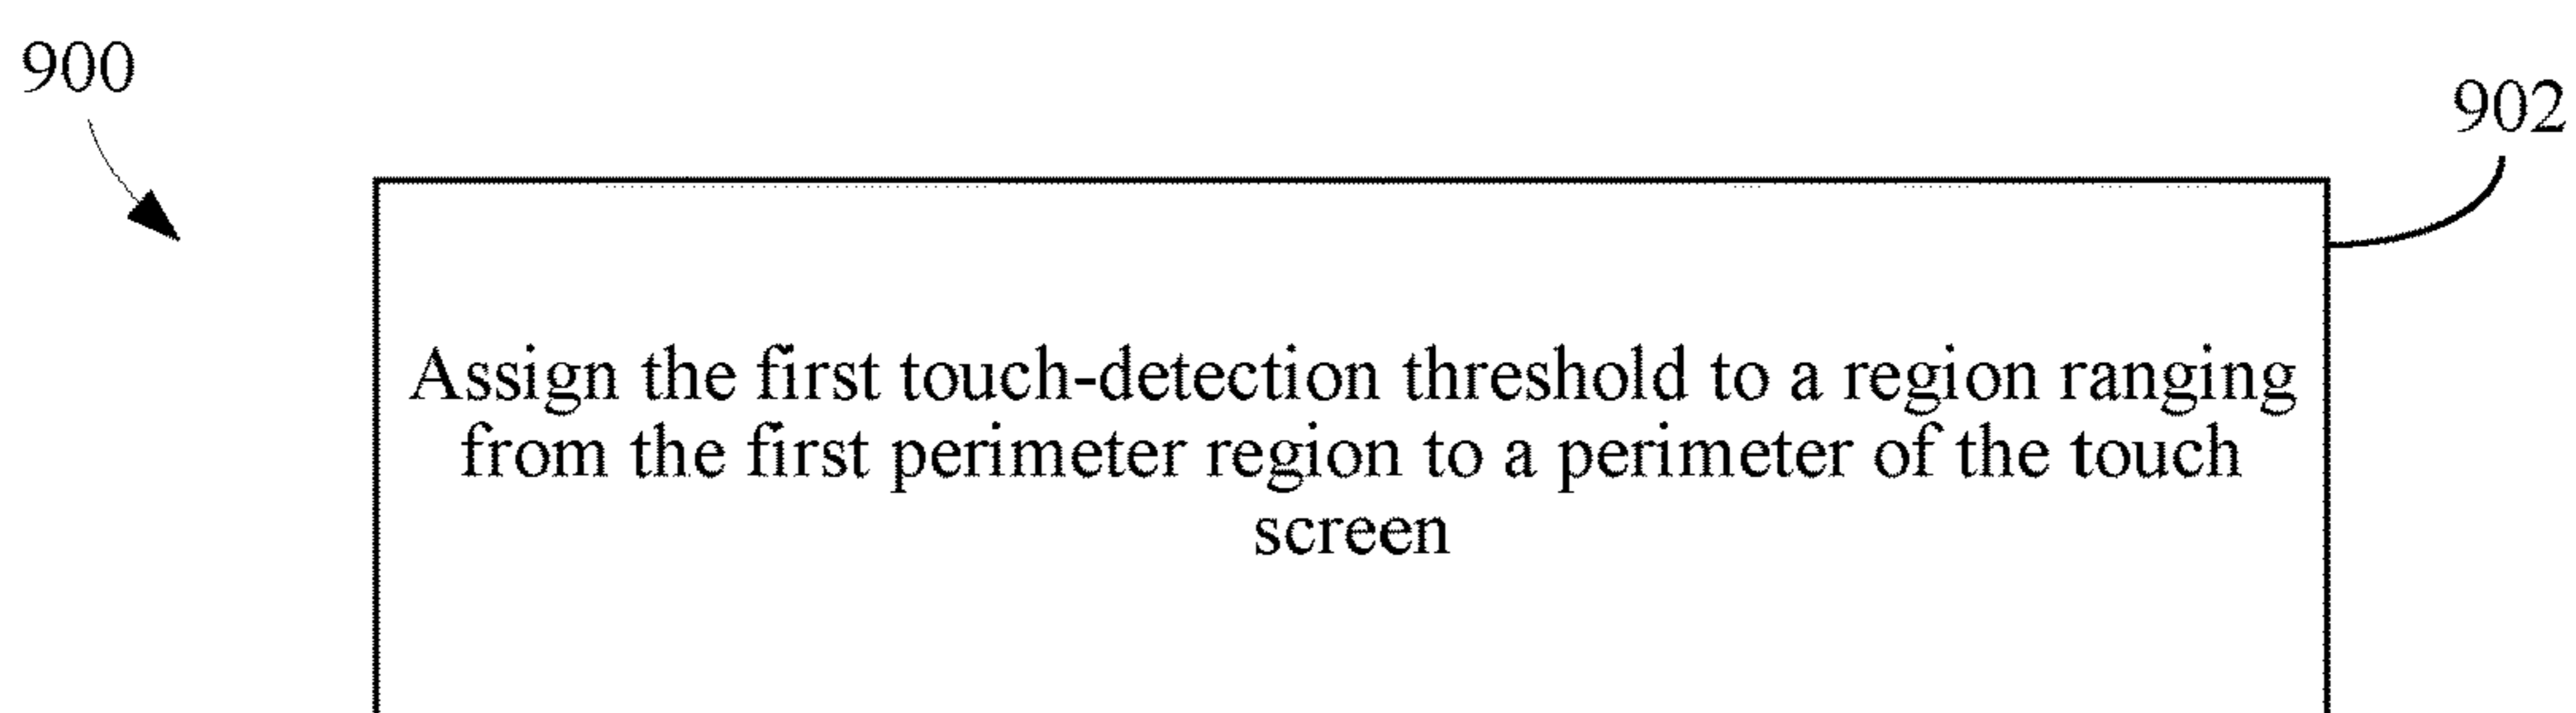 900
902
Assign the first touch-detection threshold to a region ranging
from the first perimeter region to a perimeter of the touch
screen